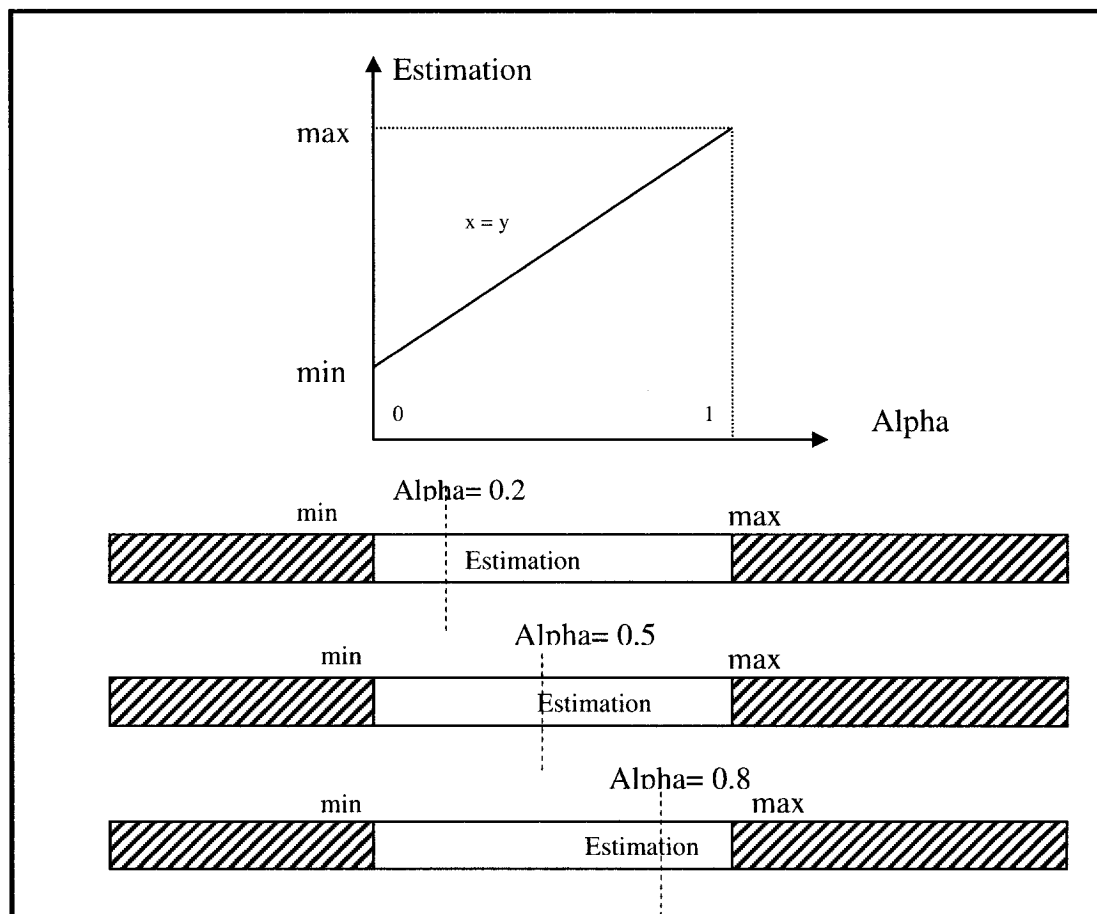 Estimation
max
x = y
min
0 1
Alpha
Alpha= 0.2
min max
Estimation
Alpha= 0.5
min max
Estimation
Alpha= 0.8
min max
Estimation